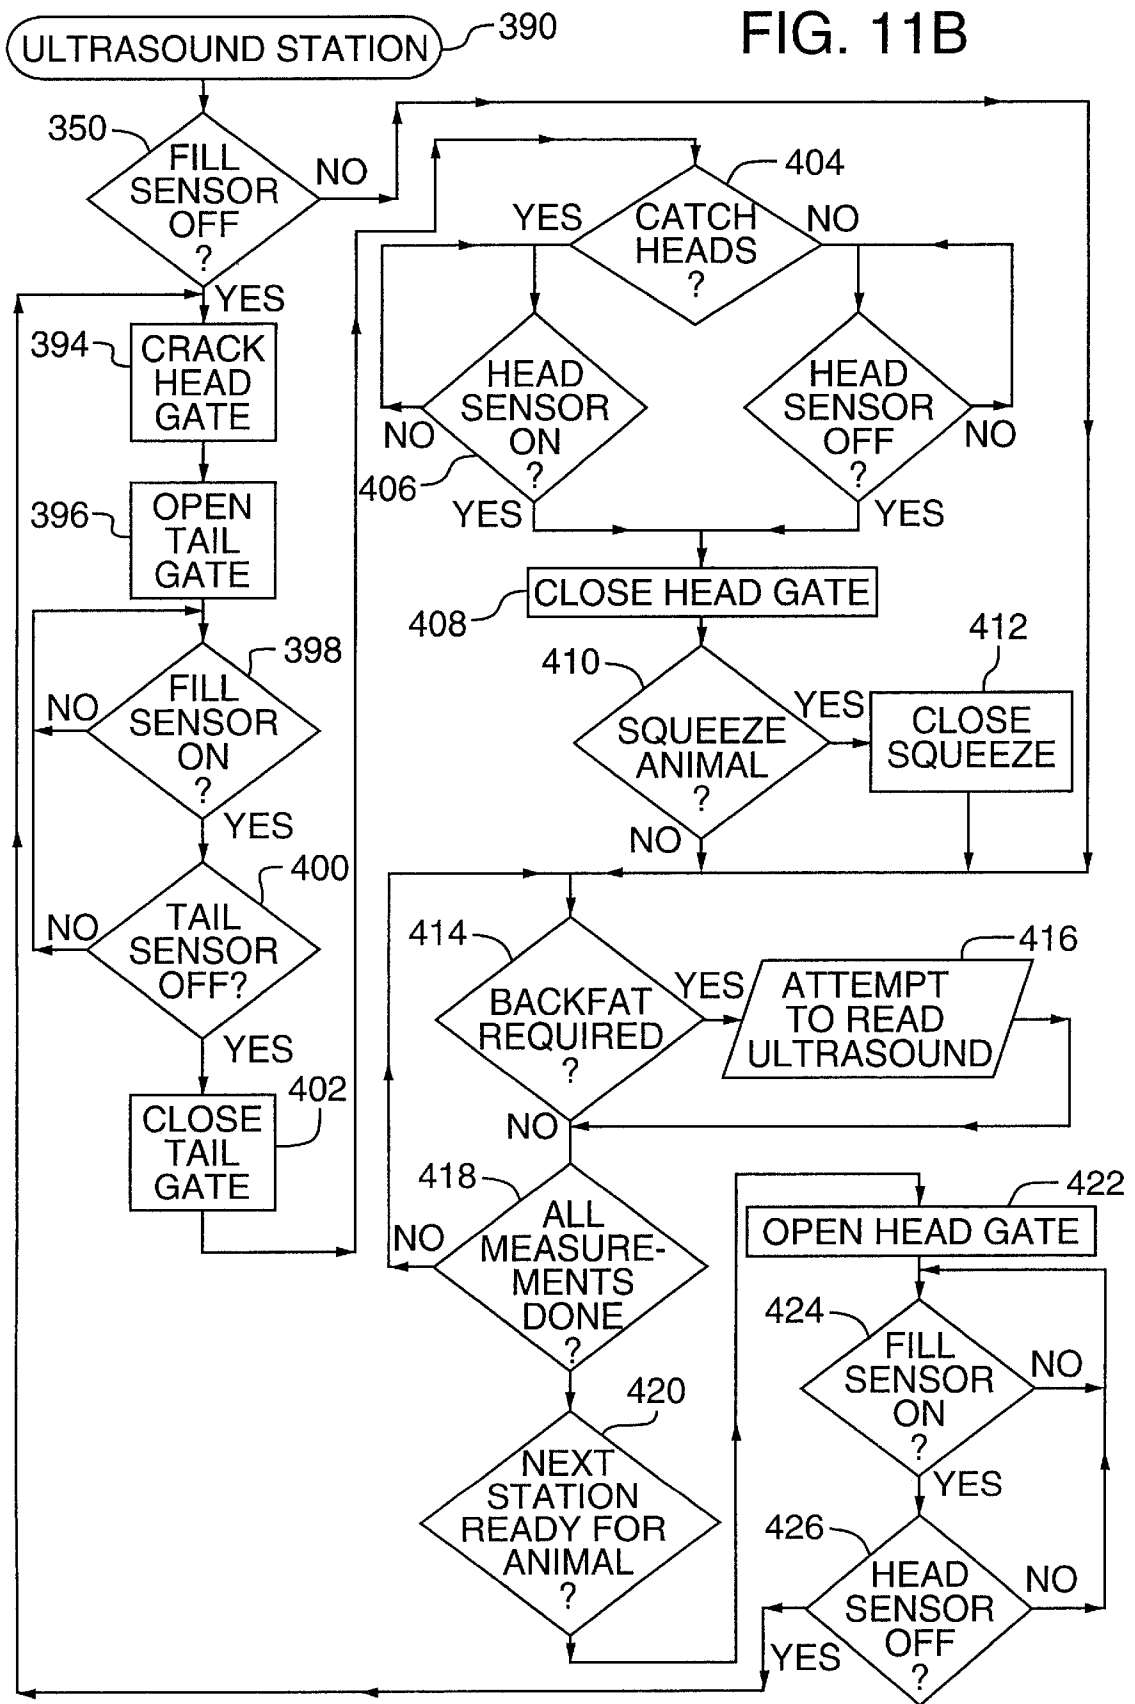 FIG. 11B
ULTRASOUND STATION
390
350
FILL
SENSOR
OFF
?
NO
YES
394
CRACK
HEAD
GATE
396
OPEN
TAIL
GATE
398
FILL
SENSOR
ON
?
NO
YES
400
TAIL
SENSOR
OFF?
NO
YES
402
CLOSE
TAIL
GATE
404
CATCH
HEADS
?
YES
NO
HEAD
SENSOR
ON
?
NO
406
YES
HEAD
SENSOR
OFF
?
NO
YES
CLOSE HEAD GATE
408
410
SQUEEZE
ANIMAL
?
YES
NO
412
CLOSE
SQUEEZE
414
BACKFAT
REQUIRED
?
YES
NO
416
ATTEMPT
TO READ
ULTRASOUND
418
ALL
MEASURE-
MENTS
DONE
?
NO
420
NEXT
STATION
READY FOR
ANIMAL
?
422
OPEN HEAD GATE
424
FILL
SENSOR
ON
?
NO
YES
426
HEAD
SENSOR
OFF
?
NO
YES